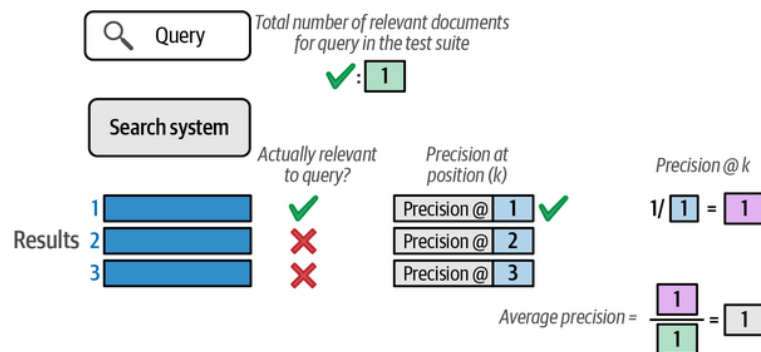 Query
Total number of relevant documents
for query in the test suite
: 1
Search system
Actually relevant
to query?
Precision at
position (k)
Precision @ k
1
Precision @ 1
1/ 1 = 1
Results 2
Precision @ 2
3
Precision @ 3
Average precision = 1
1 = 1